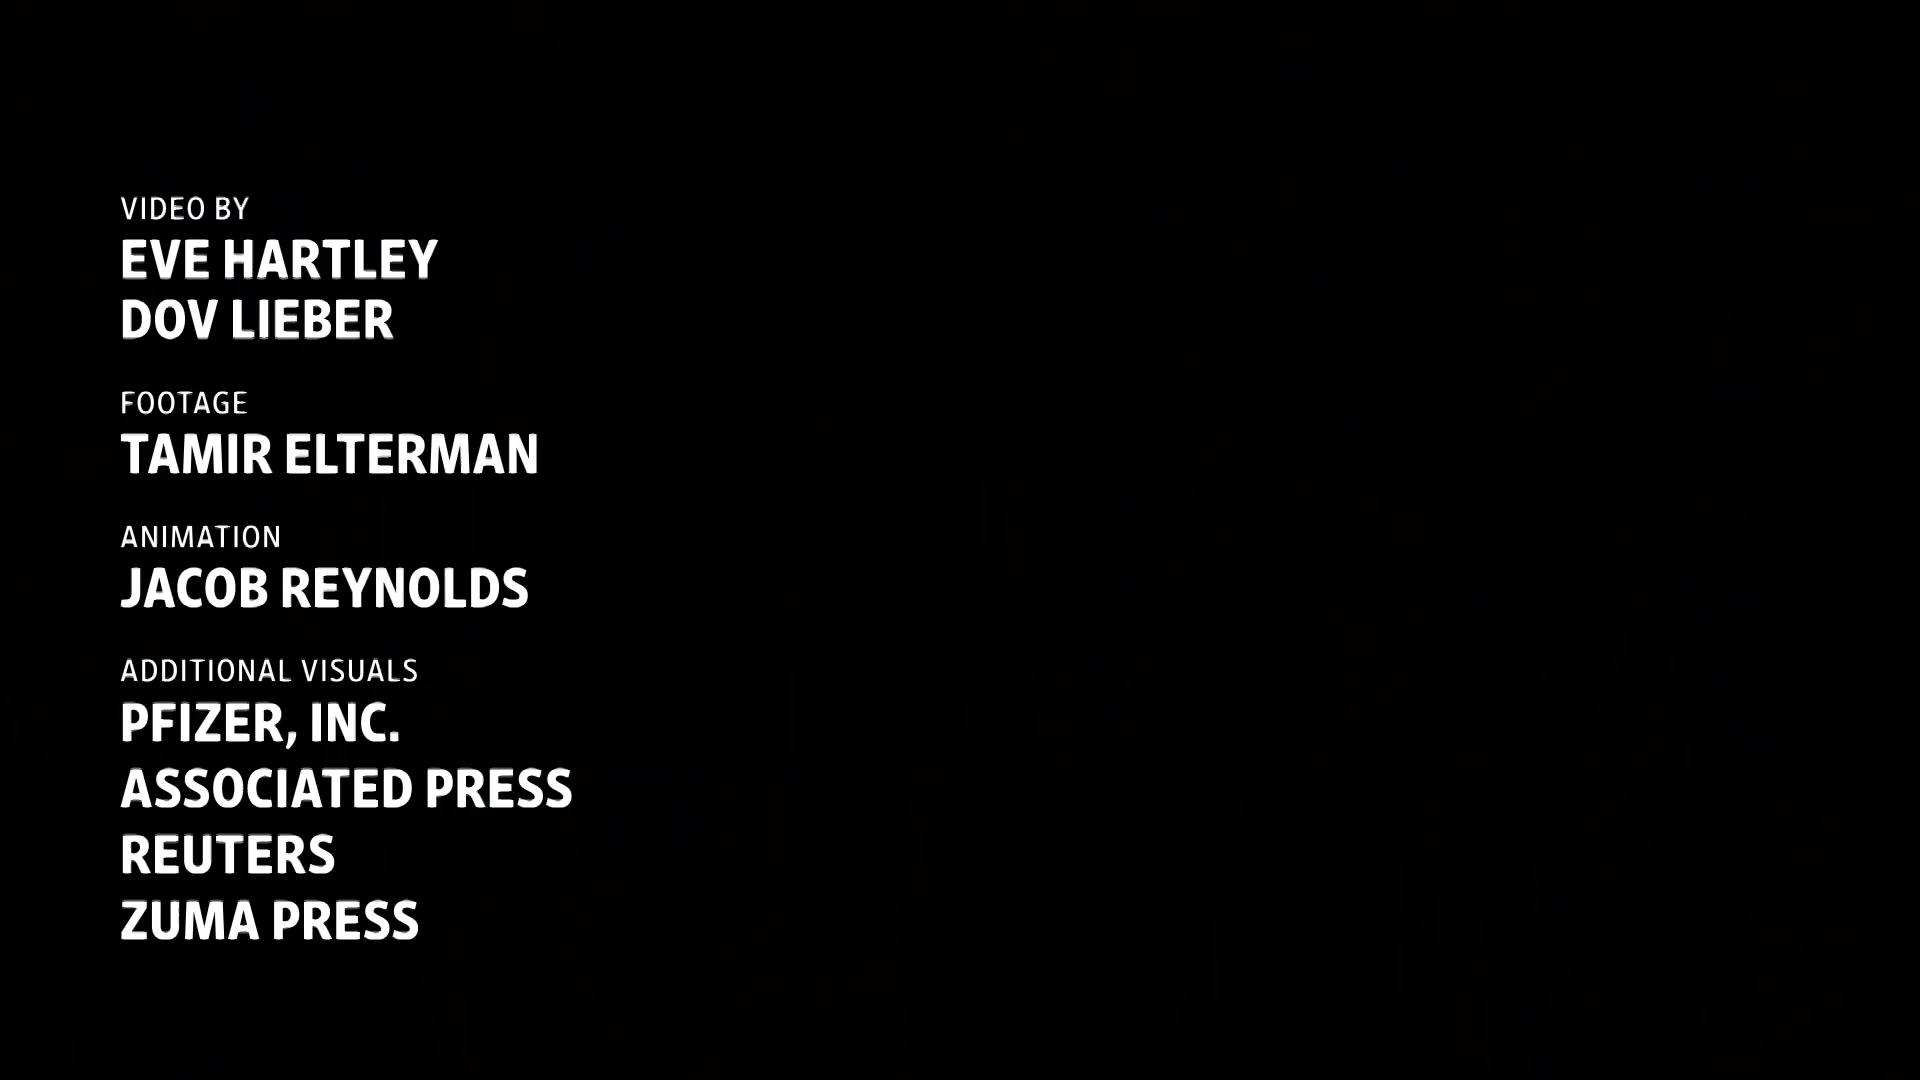 VIDEO BY
EVE HARTLEY
DOV LIEBER
FOOTAGE
TAMIR ELTERMAN
ANIMATION
JACOB REYNOLDS
ADDITIONAL VISUALS
PFIZER, INC.
ASSOCIATED PRESS
REUTERS
ZUMA PRESS